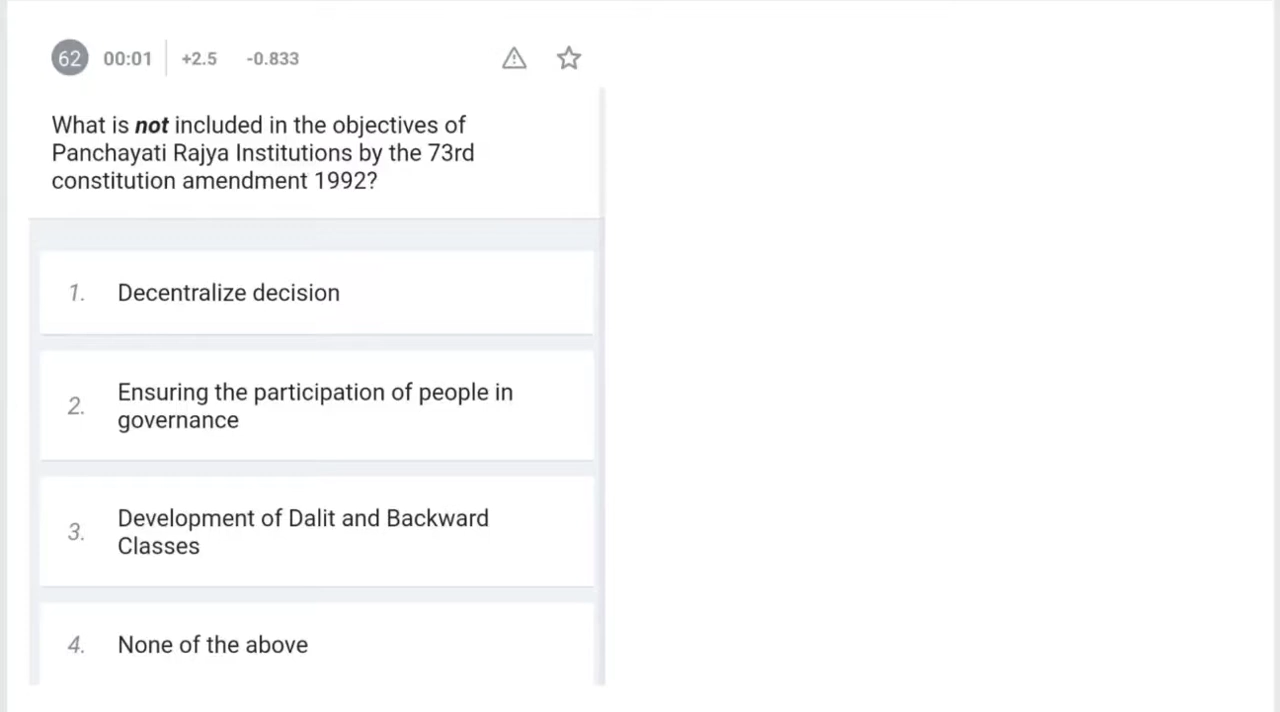 62 00:01 +2.5 -0.833
What is not included in the objectives of
Panchayati Rajya Institutions by the 73rd
constitution amendment 1992?
1. Decentralize decision
2. Ensuring the participation of people in
governance
3. Development of Dalit and Backward
Classes
4. None of the above